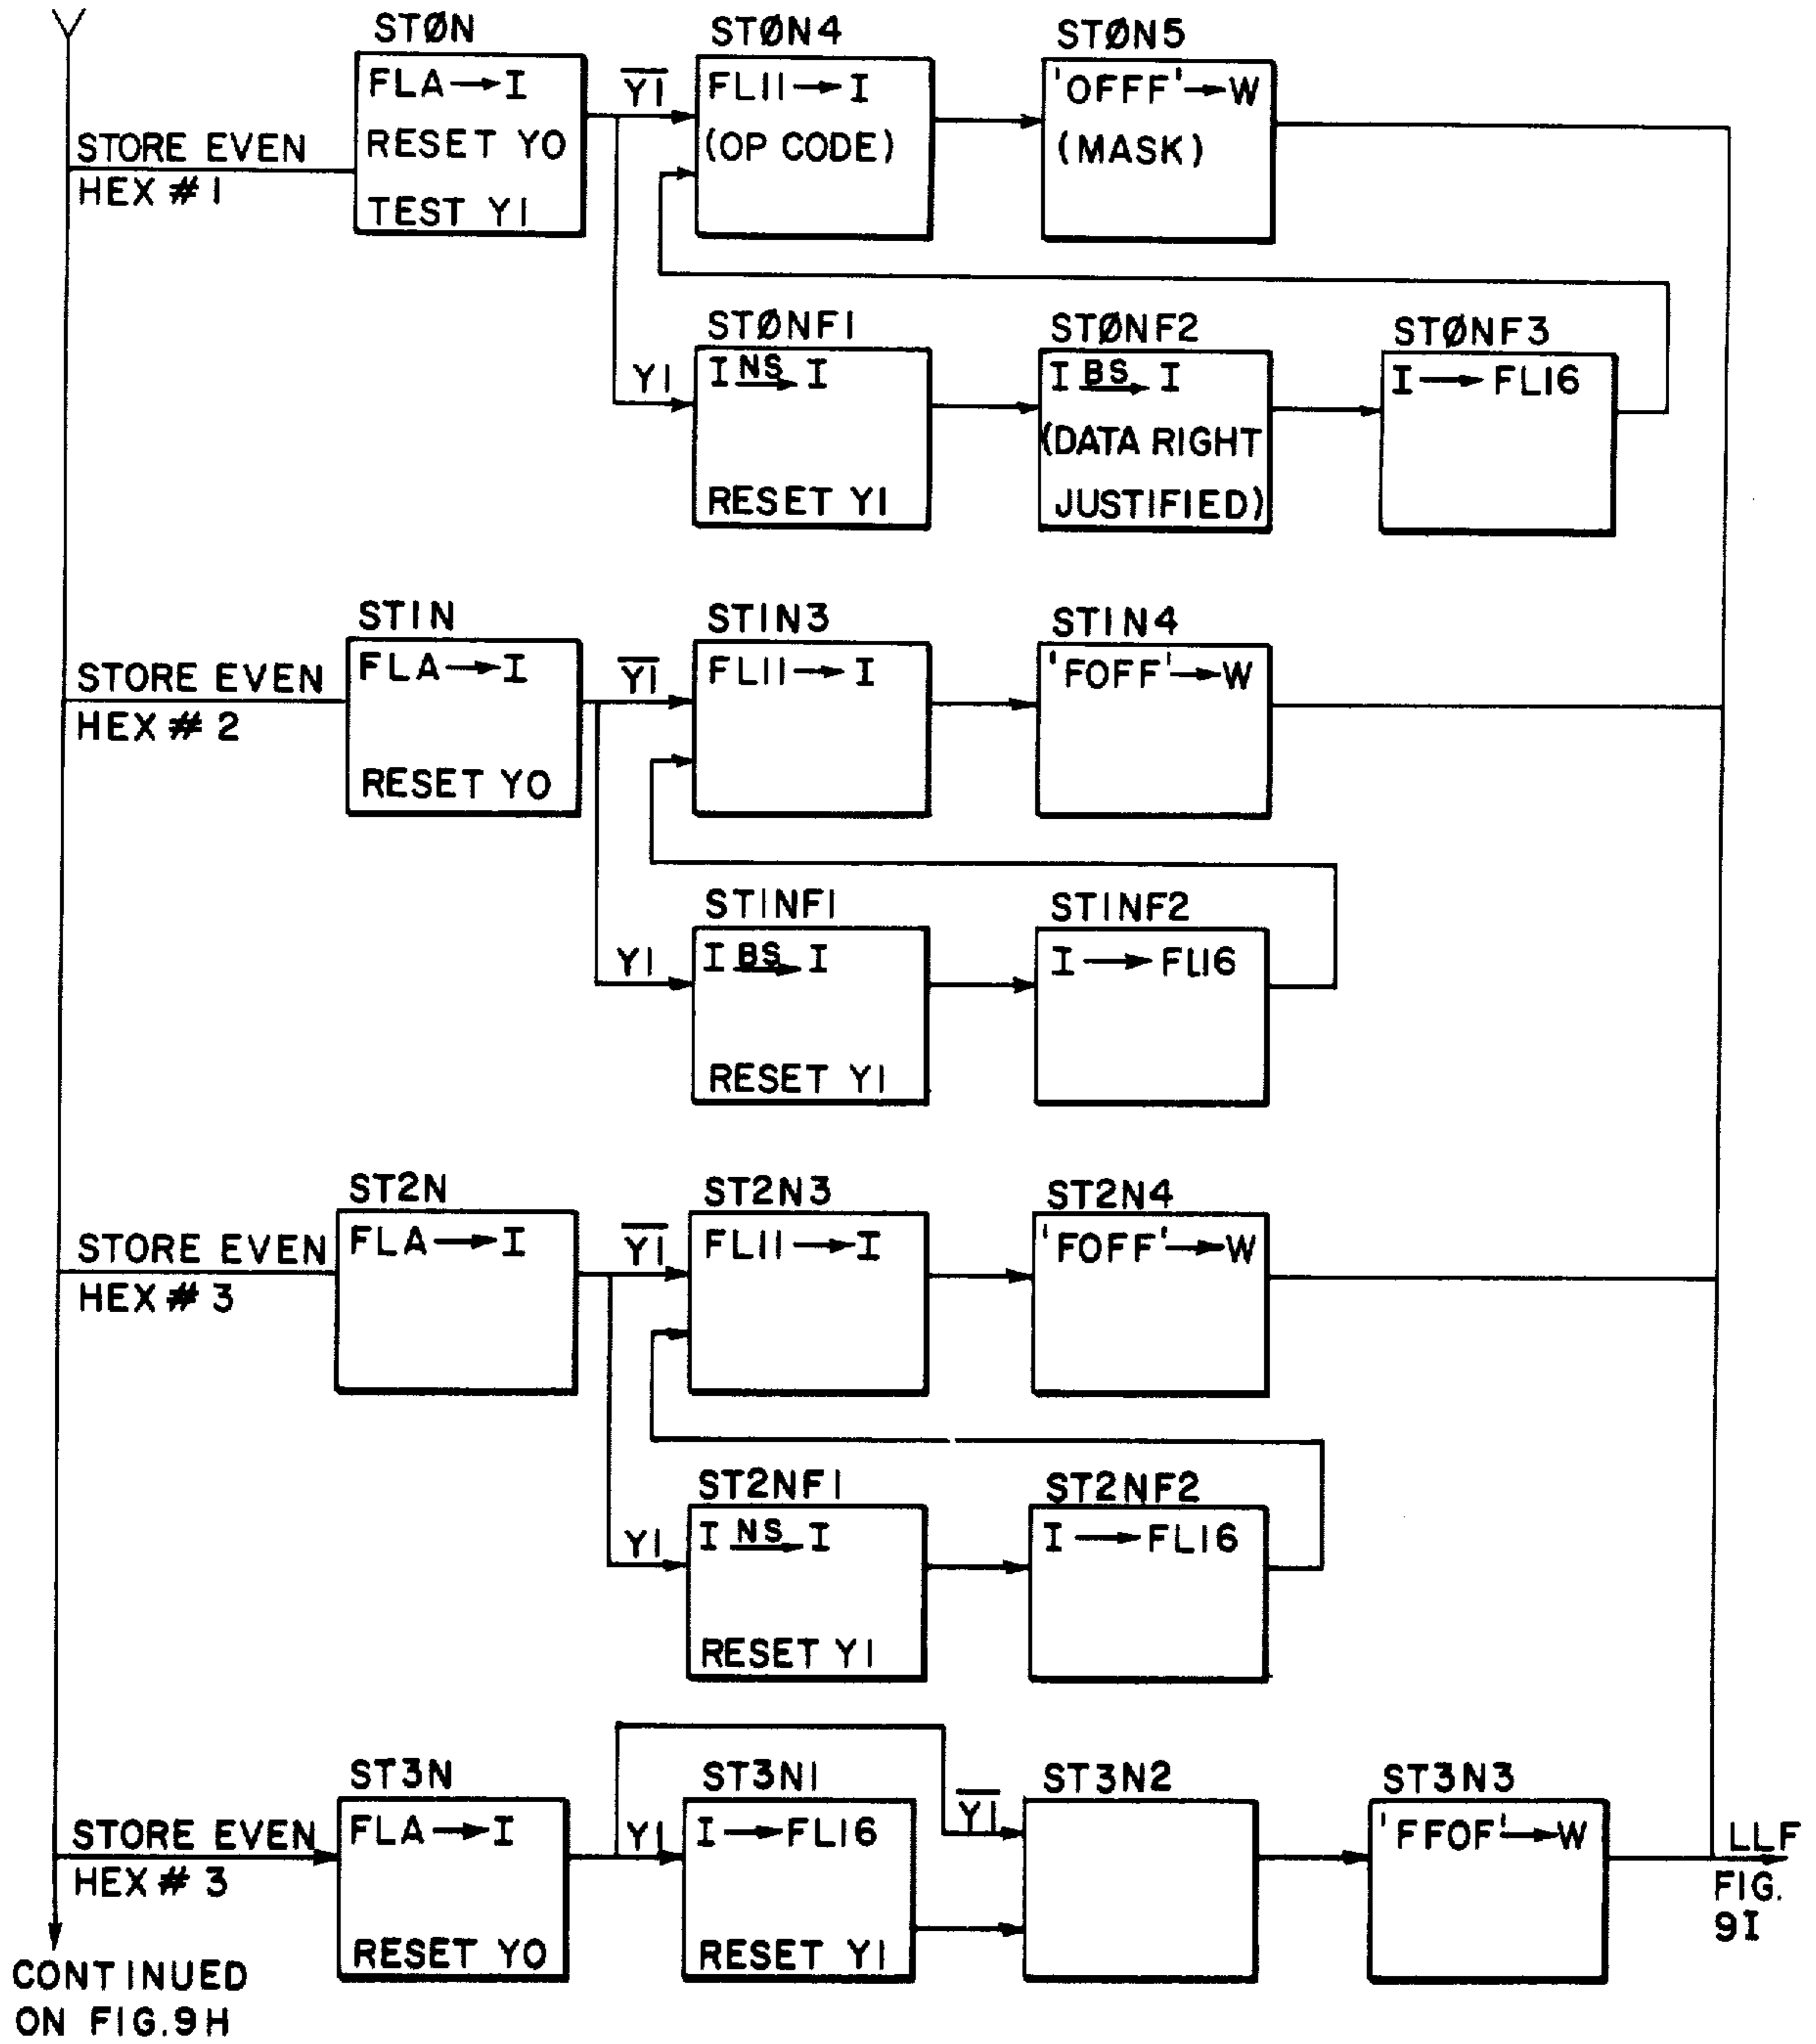 STØN
FLA→I
RESET Y0
TEST Y1
STORE EVEN
HEX # 1
Y1
STØN4
FL11→I
(OP CODE)
STØN5
'OFFF'→W
(MASK)
Y1
STØNF1
I NS→ I
RESET Y1
STØNF2
I BS→ I
(DATA RIGHT
JUSTIFIED)
STØNF3
I→FL16
STORE EVEN
HEX # 2
ST1N
FLA→I
RESET Y0
Y1
ST1N3
FL11→I
ST1N4
'FOFF'→W
Y1
ST1NF1
I BS→ I
RESET Y1
ST1NF2
I→FL16
STORE EVEN
HEX # 3
ST2N
FLA→I
Y1
ST2N3
FL11→I
ST2N4
'FOFF'→W
Y1
ST2NF1
I NS→ I
RESET Y1
ST2NF2
I→FL16
STORE EVEN
HEX # 3
ST3N
FLA→I
RESET Y0
Y1
ST3N1
I→FL16
RESET Y1
Y1
ST3N2
ST3N3
'FFOF'→W
LLF
FIG.
9I
CONTINUED
ON FIG.9H